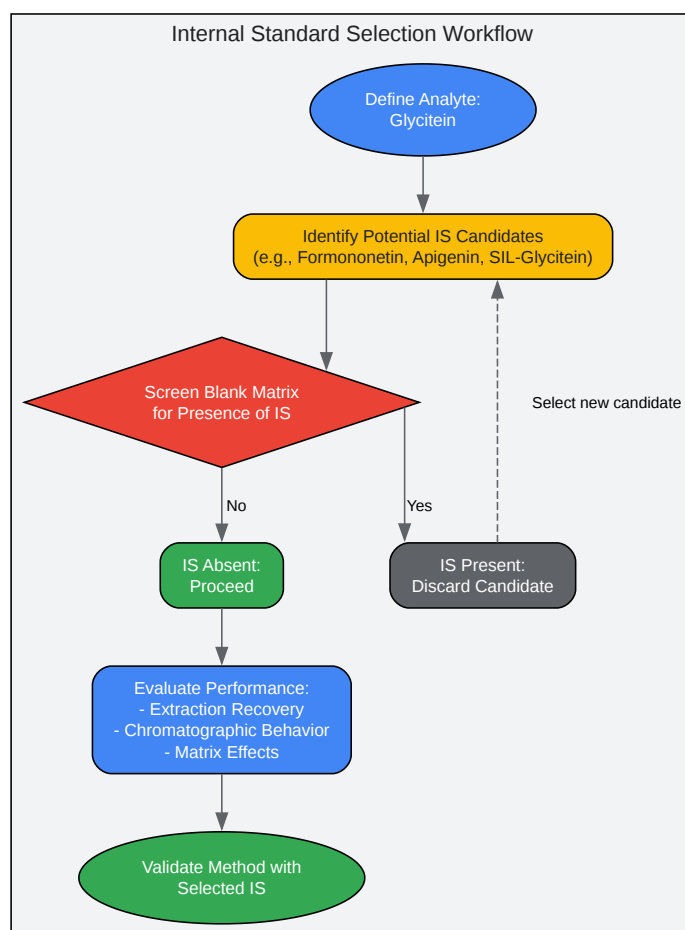 Internal Standard Selection Workflow
Define Analyte:
Glycitein
Identify Potential IS Candidates
(e.g., Formononetin, Apigenin, SIL-Glycitein)
Screen Blank Matrix
for Presence of IS
Select new candidate
No
Yes
IS Absent:
Proceed
IS Present:
Discard Candidate
Evaluate Performance:
- Extraction Recovery
- Chromatographic Behavior
- Matrix Effects
Validate Method with
Selected IS